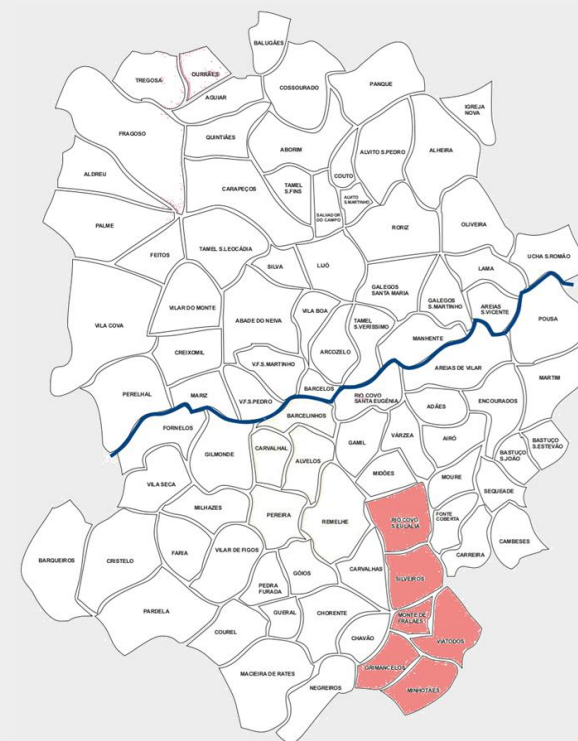 BALUGÃES
TREGOSA
DURRÃES
COSSOURADO
PANQUE
AGUIAR
IGREJA
NOVA
FRAGOSO
QUINTIÃES
ABORIM
ALVITO S.PEDRO
ALHEIRA
ALDREU
COUTO
CARAPEÇOS
TAMEL
S.FINS
ALVITO
S.MARTINHO
SALVADOR
DO CAMPO
PALME
RORIZ
OLIVEIRA
FEITOS
TAMEL S.LEOCÁDIA
UCHA S.ROMÃO
SILVA
LIJÓ
LAMA
GALEGOS
SANTA MARIA
GALEGOS
S.MARTINHO
AREIAS
S.VICENTE
VILAR DO MONTE
VILA COVA
ABADE DO NEIVA
VILA BOA
TAMEL
S.VERÍSSIMO
POUSA
MANHENTE
CREIXOMIL
ARCOZELO
V.F.S.MARTINHO
AREIAS DE VILAR
MARTIM
BARCELOS
PERELHAL
MARIZ
V.F.S.PEDRO
RIO COVO
SANTA EUGÉNIA
ADÃES
ENCOURADOS
BARCELINHOS
FORNELOS
GAMIL
VÁRZEA
AIRÓ
BASTUÇO
S.ESTEVÃO
GILMONDE
CARVALHAL
ALVELOS
BASTUÇO
S.JOÃO
MIDÕES
MOURE
VILA SECA
SEQUEADE
MILHAZES
PEREIRA
REMELHE
RIO COVO
S.EULÁLIA
FONTE
COBERTA
CAMBESES
BARQUEIROS
CRISTELO
FARIA
VILAR DE FIGOS
CARREIRA
GÓIOS
CARVALHAS
SILVEIROS
PEDRA
FURADA
PARDELA
GUERAL
CHORENTE
MONTE DE
FRALÃES
COUREL
CHAVÃO
VIATODOS
MACIEIRA DE RATES
GRIMANCELOS
NEGREIROS
MINHOTÃES